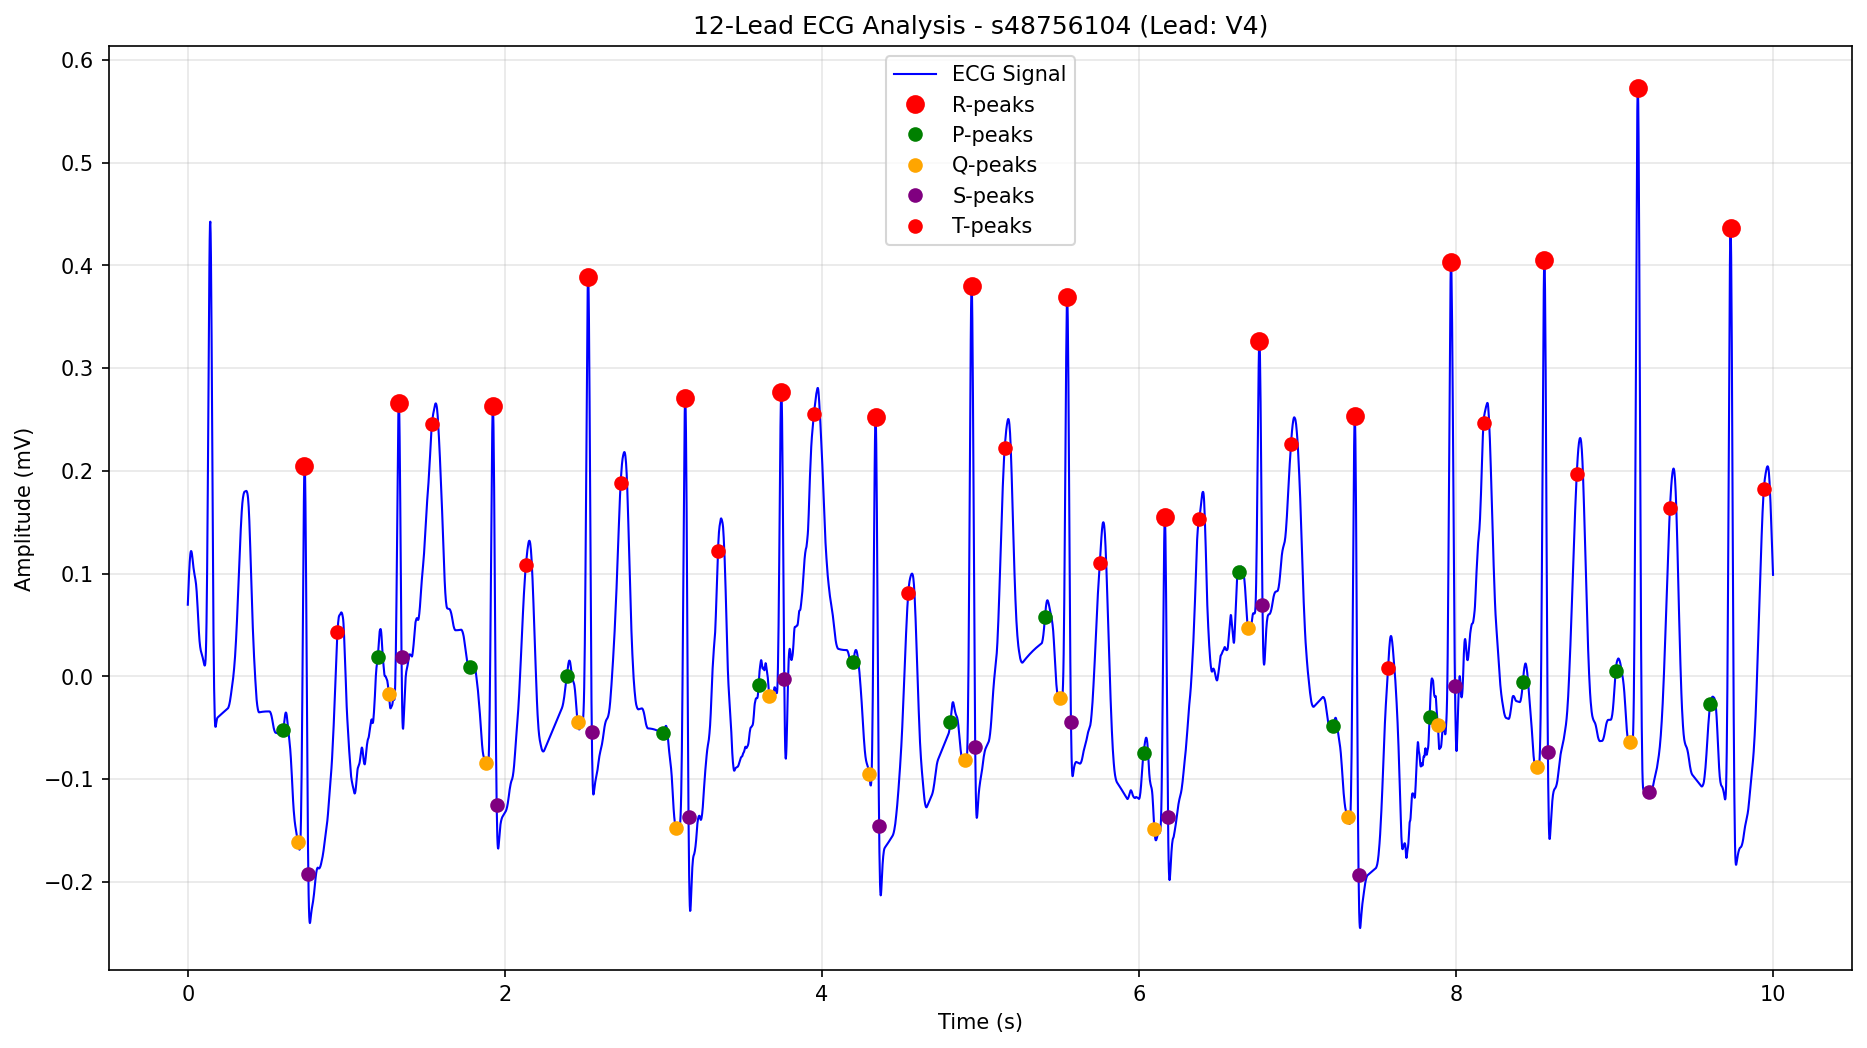 12-Lead ECG Analysis - s48756104 (Lead: V4)
ECG Signal
R-peaks
P-peaks
Q-peaks
S-peaks
T-peaks
Amplitude (mV)
0.6
0.5
0.4
0.3
0.2
0.1
0.0
−0.1
−0.2
0 2 4 6 8 10
Time (s)